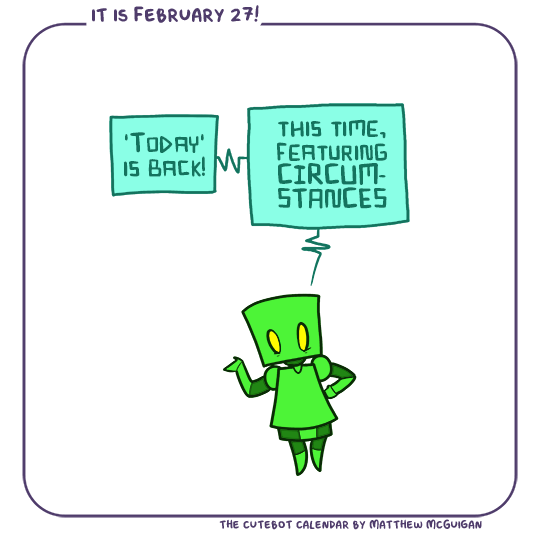 IT IS FEBRUARY 27!
'TODAY'
IS BACK!
THIS TIME,
FEATURING
CIRCUM-
STANCES
THE CUTEBOT CALENDAR BY MATTHEW MCGUIGAN